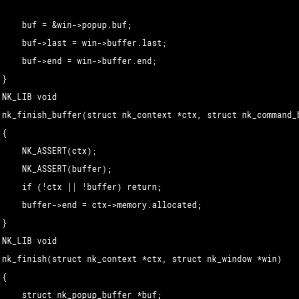 buf = &win->popup.buf;
buf->last = win->buffer.last;
buf->end = win->buffer.end;
}
NK_LIB void
nk_finish_buffer(struct nk_context *ctx, struct nk_command_b
{
NK_ASSERT(ctx);
NK_ASSERT(buffer);
if (!ctx || !buffer) return;
buffer->end = ctx->memory.allocated;
}
NK_LIB void
nk_finish(struct nk_context *ctx, struct nk_window *win)
{
struct nk_popup_buffer *buf;